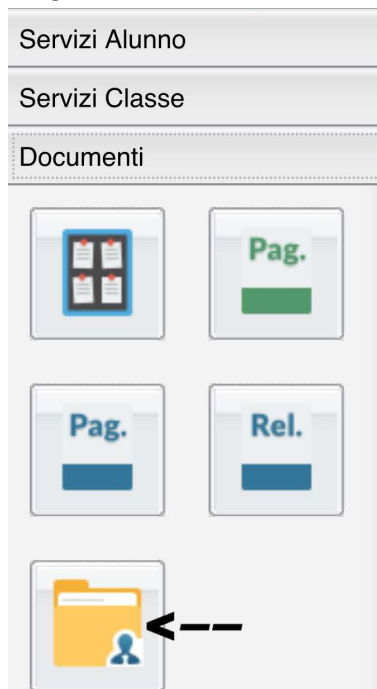 Servizi Alunno
Servizi Classe
Documenti
Pag.
Pag. Rel.
<--